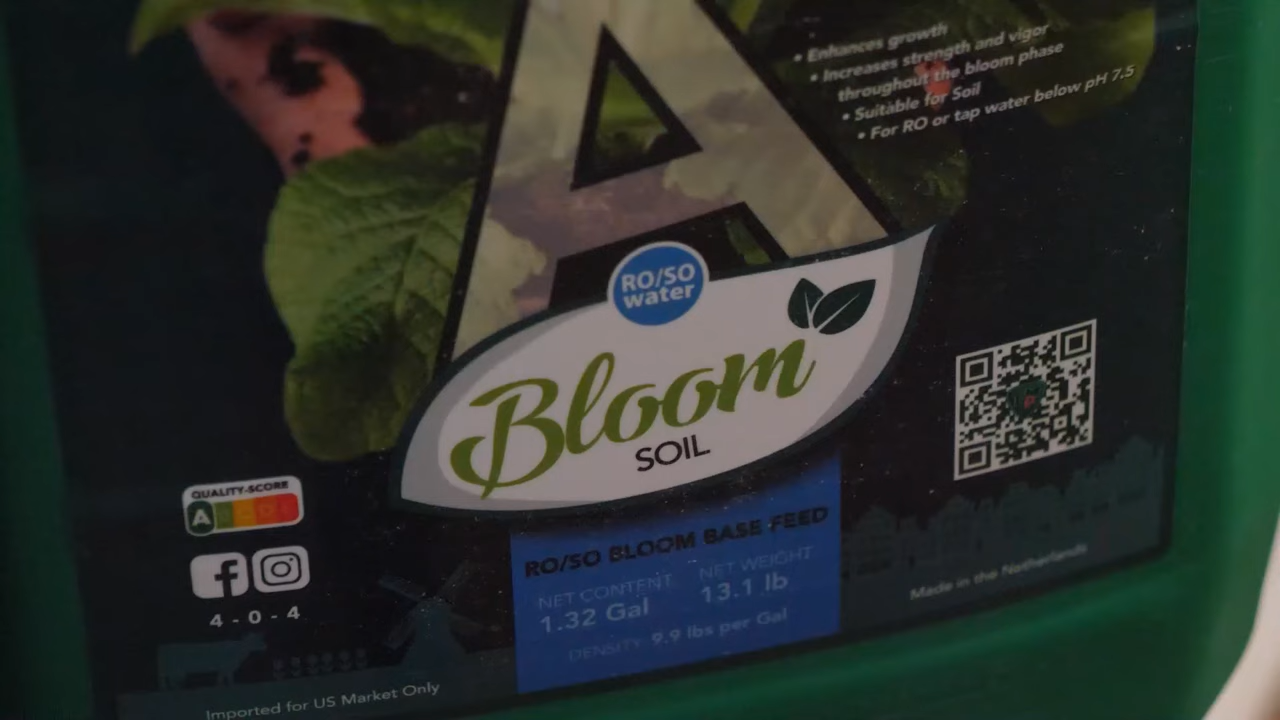 A
• Enhances growth
• Increases strength and vigor
throughout the bloom phase
• Suitable for Soil
• For RO or tap water below pH 7.5
RO/SO
water
Bloom
SOIL
QUALITY-SCORE
A
4 - 0 - 4
RO/SO BLOOM BASE FEED
NET CONTENT NET WEIGHT
1.32 Gal 13.1 lb
DENSITY: 9.9 lbs per Gal
Made in the Netherlands
Imported for US Market Only